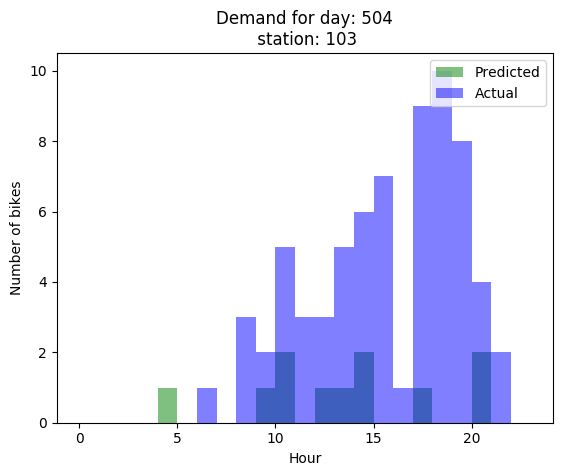 Demand for day: 504
station: 103
Predicted
Actual
10
8
6
4
2
0
Number of bikes
0 5 10 15 20
Hour